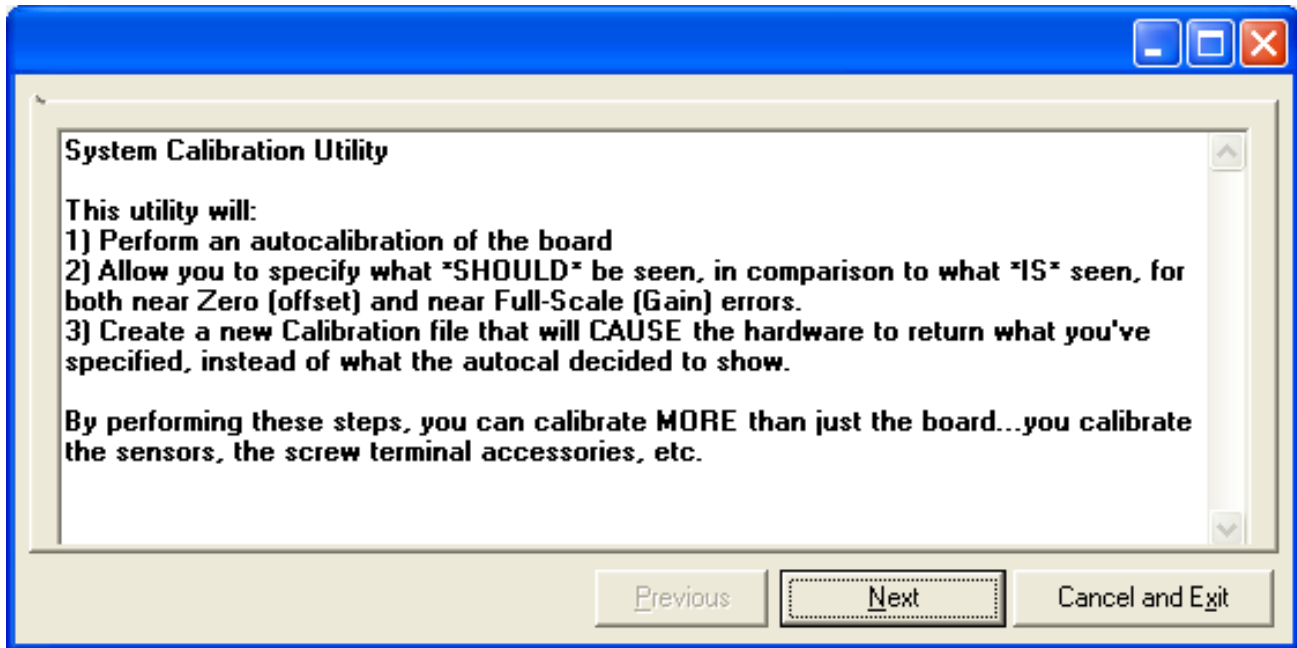 System Calibration Utility
This utility will:
1) Perform an autocalibration of the board
2) Allow you to specify what *SHOULD* be seen, in comparison to what *IS* seen, for
both near Zero (offset) and near Full-Scale (Gain) errors.
3) Create a new Calibration file that will CAUSE the hardware to return what you've
specified, instead of what the autocal decided to show.
By performing these steps, you can calibrate MORE than just the board...you calibrate
the sensors, the screw terminal accessories, etc.
Previous Next Cancel and Exit